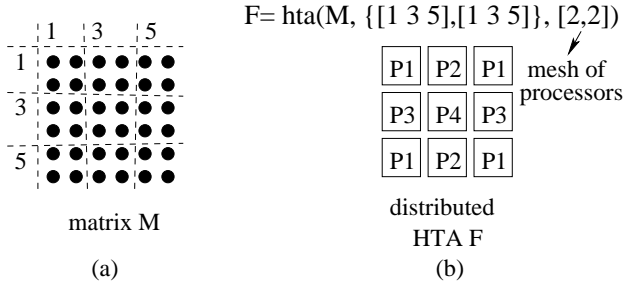 F= hta(M, {[1 3 5],[1 3 5]}, [2,2])
1 3 5
1
3
5
P1 P2 P1
P3 P4 P3
P1 P2 P1
mesh of
processors
matrix M
distributed
HTA F
(a)
(b)